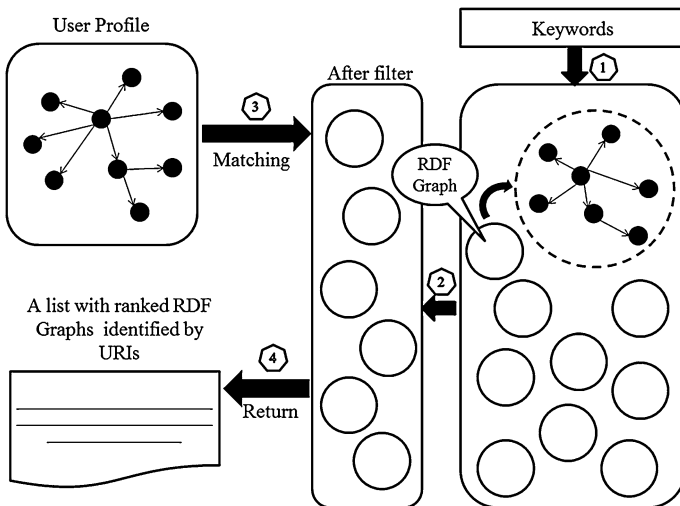 User Profile
Keywords
1
After filter
3
Matching
RDF
Graph
2
A list with ranked RDF
Graphs identified by
URIs
4
Return